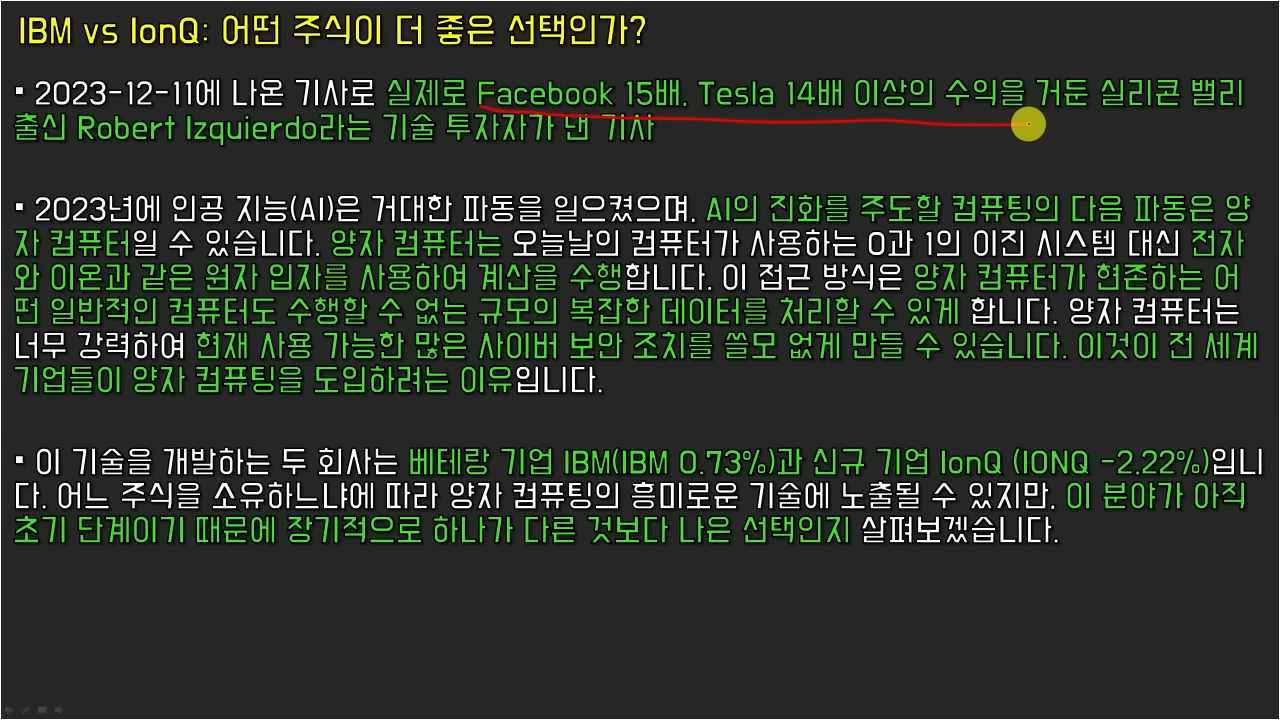 IBM vs IonQ: 어떤 주식이 더 좋은 선택인가?
▪ 2023-12-11에 나온 기사로 실제로 Facebook 15배, Tesla 14배 이상의 수익을 거둔 실리콘 밸리
출신 Robert Izquierdo라는 기술 투자자가 낸 기사
▪ 2023년에 인공 지능(AI)은 거대한 파동을 일으켰으며, AI의 진화를 주도할 컴퓨팅의 다음 파동은 양
자 컴퓨터일 수 있습니다. 양자 컴퓨터는 오늘날의 컴퓨터가 사용하는 0과 1의 이진 시스템 대신 전자
와 이온과 같은 원자 입자를 사용하여 계산을 수행합니다. 이 접근 방식은 양자 컴퓨터가 현존하는 어
떤 일반적인 컴퓨터도 수행할 수 없는 규모의 복잡한 데이터를 처리할 수 있게 합니다. 양자 컴퓨터는
너무 강력하여 현재 사용 가능한 많은 사이버 보안 조치를 쓸모 없게 만들 수 있습니다. 이것이 전 세계
기업들이 양자 컴퓨팅을 도입하려는 이유입니다.
▪ 이 기술을 개발하는 두 회사는 베테랑 기업 IBM(IBM 0.73%)과 신규 기업 IonQ (IONQ -2.22%)입니
다. 어느 주식을 소유하느냐에 따라 양자 컴퓨팅의 흥미로운 기술에 노출될 수 있지만, 이 분야가 아직
초기 단계이기 때문에 장기적으로 하나가 다른 것보다 나은 선택인지 살펴보겠습니다.